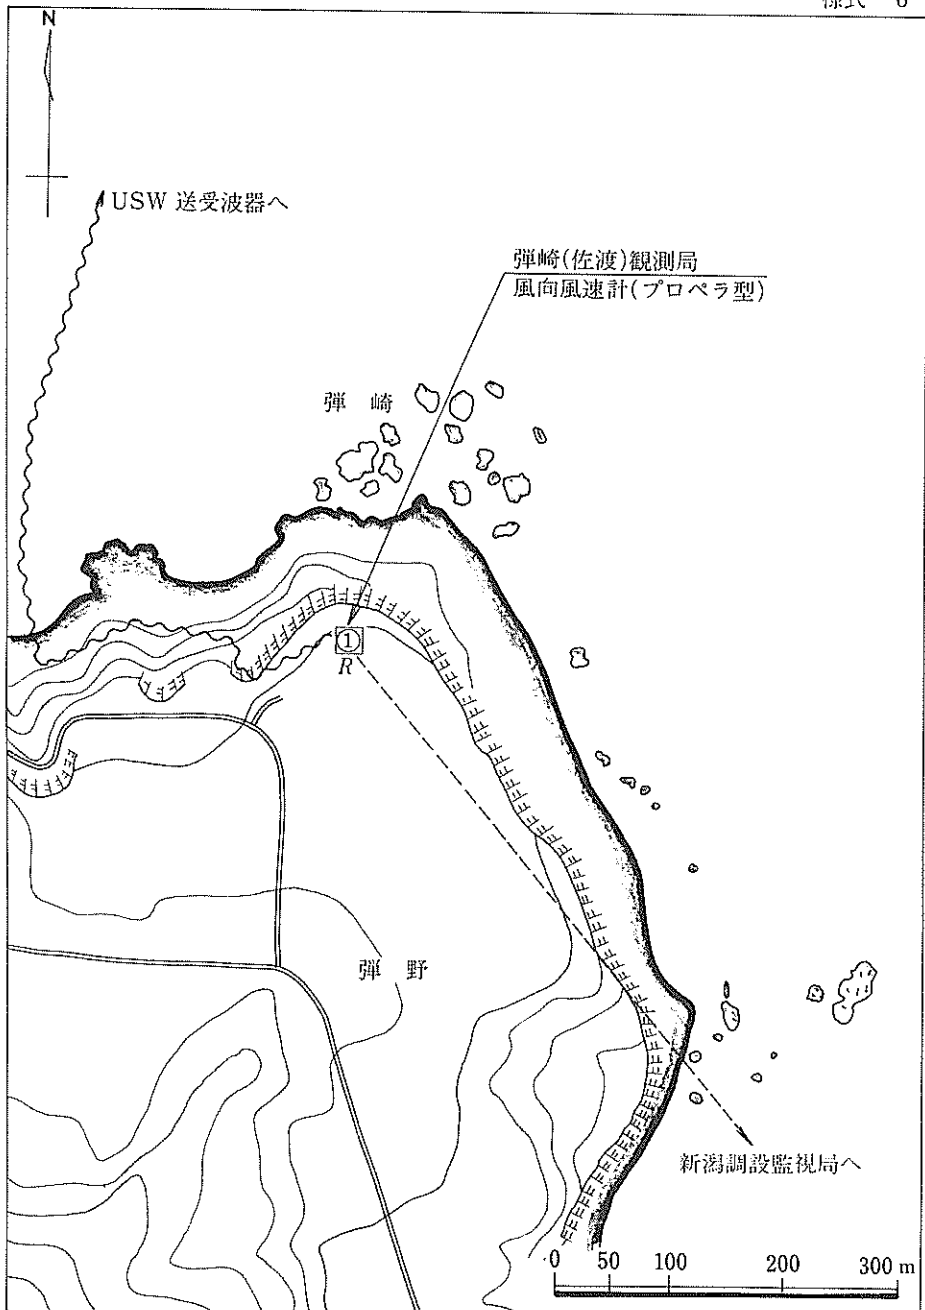 N
USW 送受波器へ
弾崎(佐渡)観測局
風向風速計(プロペラ型)
弾 崎
①
R
弾 野
新潟調設監視局へ
0 50 100 200 300 m